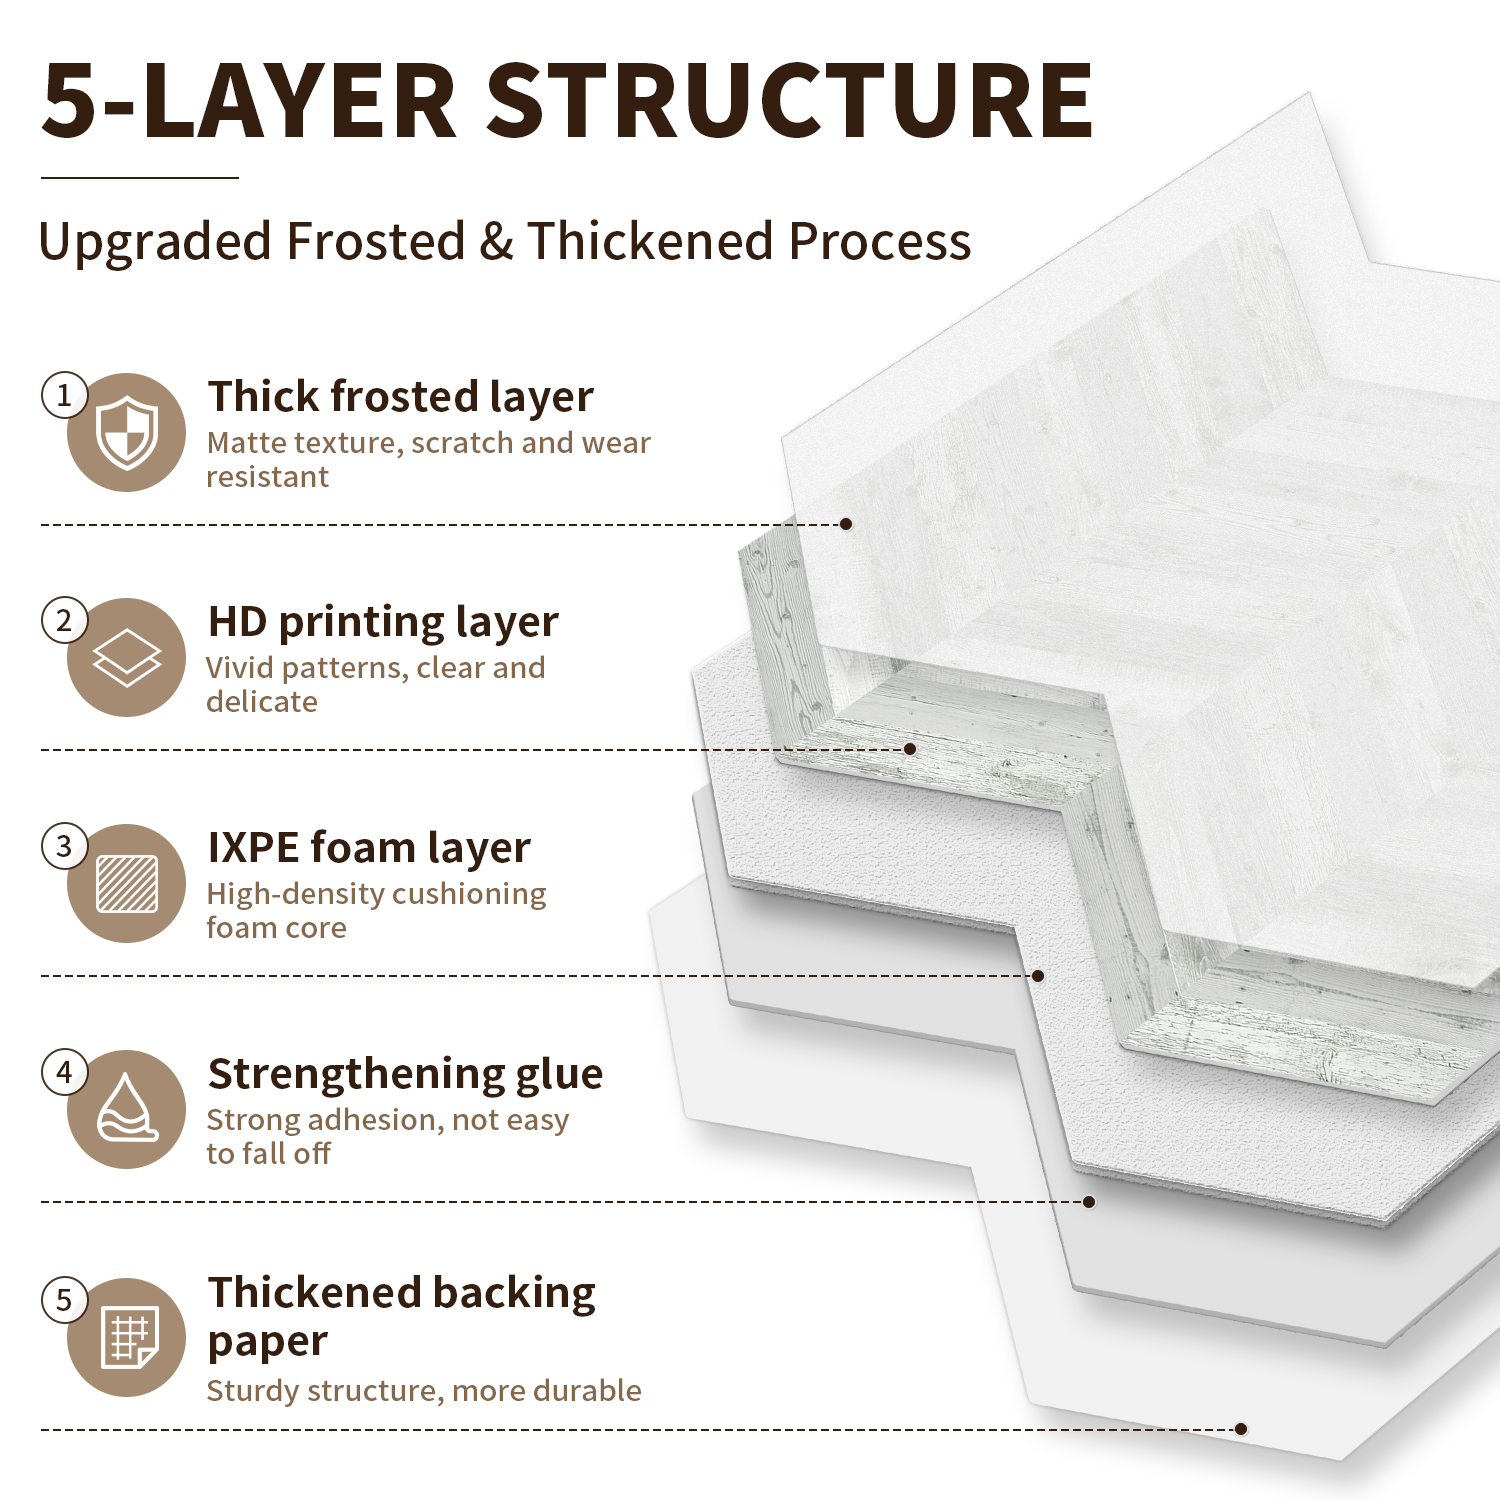 5-LAYER STRUCTURE
Upgraded Frosted & Thickened Process
1
Thick frosted layer
Matte texture, scratch and wear
resistant
2
HD printing layer
Vivid patterns, clear and
delicate
3
IXPE foam layer
High-density cushioning
foam core
4
Strengthening glue
Strong adhesion, not easy
to fall off
5
Thickened backing
paper
Sturdy structure, more durable